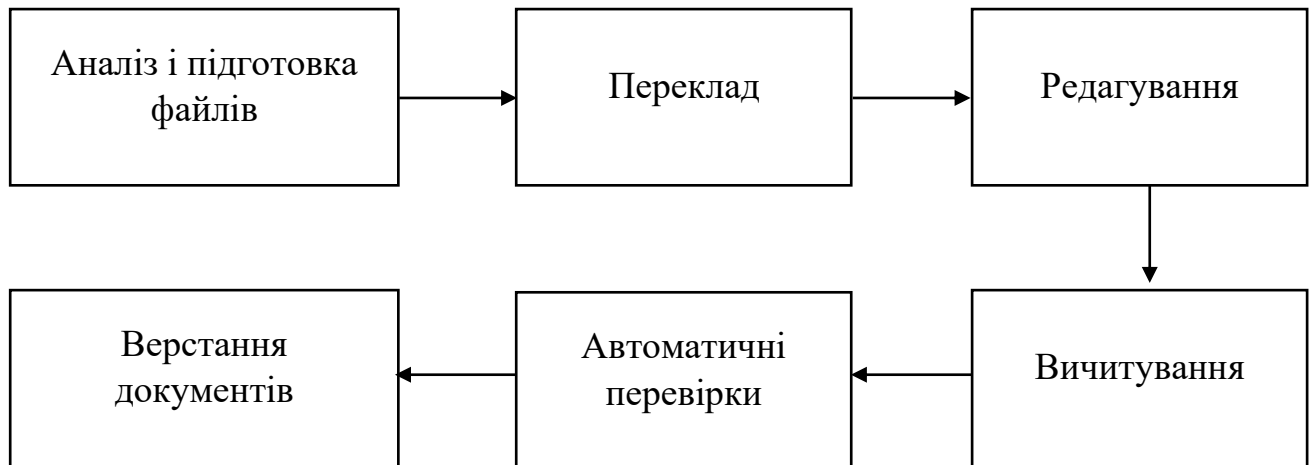 Аналіз і підготовка
файлів
Переклад
Редагування
Вичитування
Автоматичні
перевірки
Верстання
документів